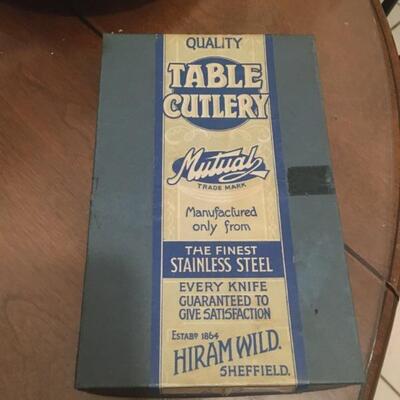 QUALITY
TABLE
CUTLERY
Mutual
TRADE MARK
Manufactured
only from
THE FINEST
STAINLESS STEEL
EVERY KNIFE
GUARANTEED TO
GIVE SATISFACTION
ESTABD 1864
HIRAM WILD.
SHEFFIELD.